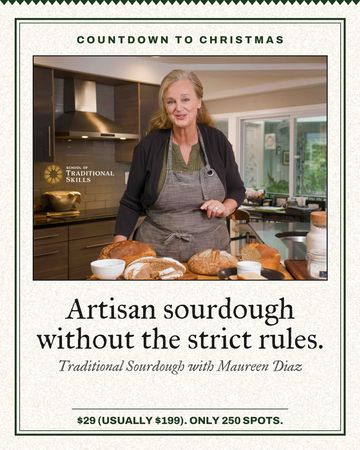 COUNTDOWN TO CHRISTMAS
SCHOOL OF
TRADITIONAL
SKILLS
Artisan sourdough
without the strict rules.
Traditional Sourdough with Maureen Diaz
$29 (USUALLY $199). ONLY 250 SPOTS.